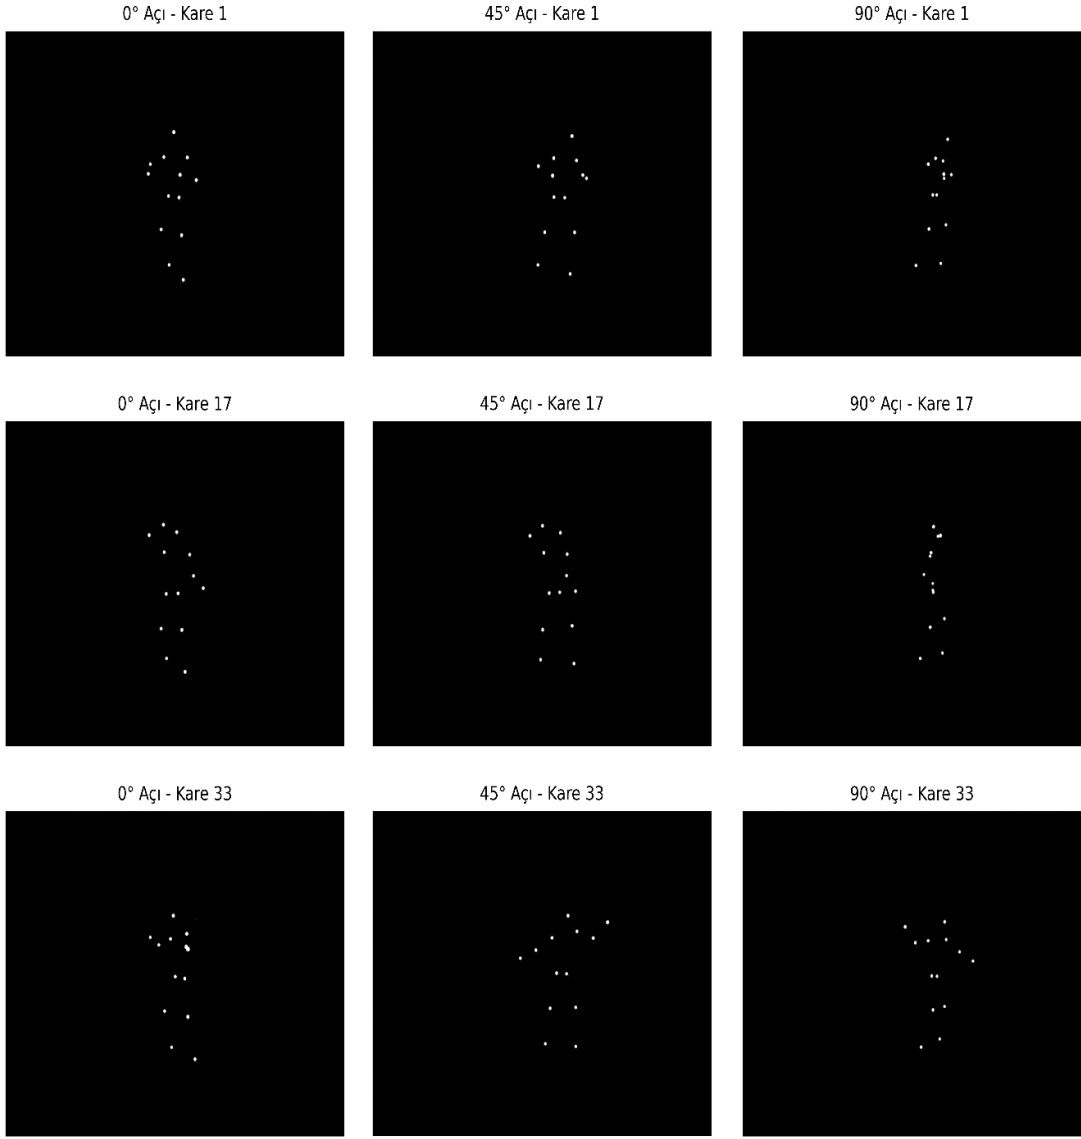 0° Açı - Kare 1
45° Açı - Kare 1
90° Açı - Kare 1
0° Açı - Kare 17
45° Açı - Kare 17
90° Açı - Kare 17
0° Açı - Kare 33
45° Açı - Kare 33
90° Açı - Kare 33